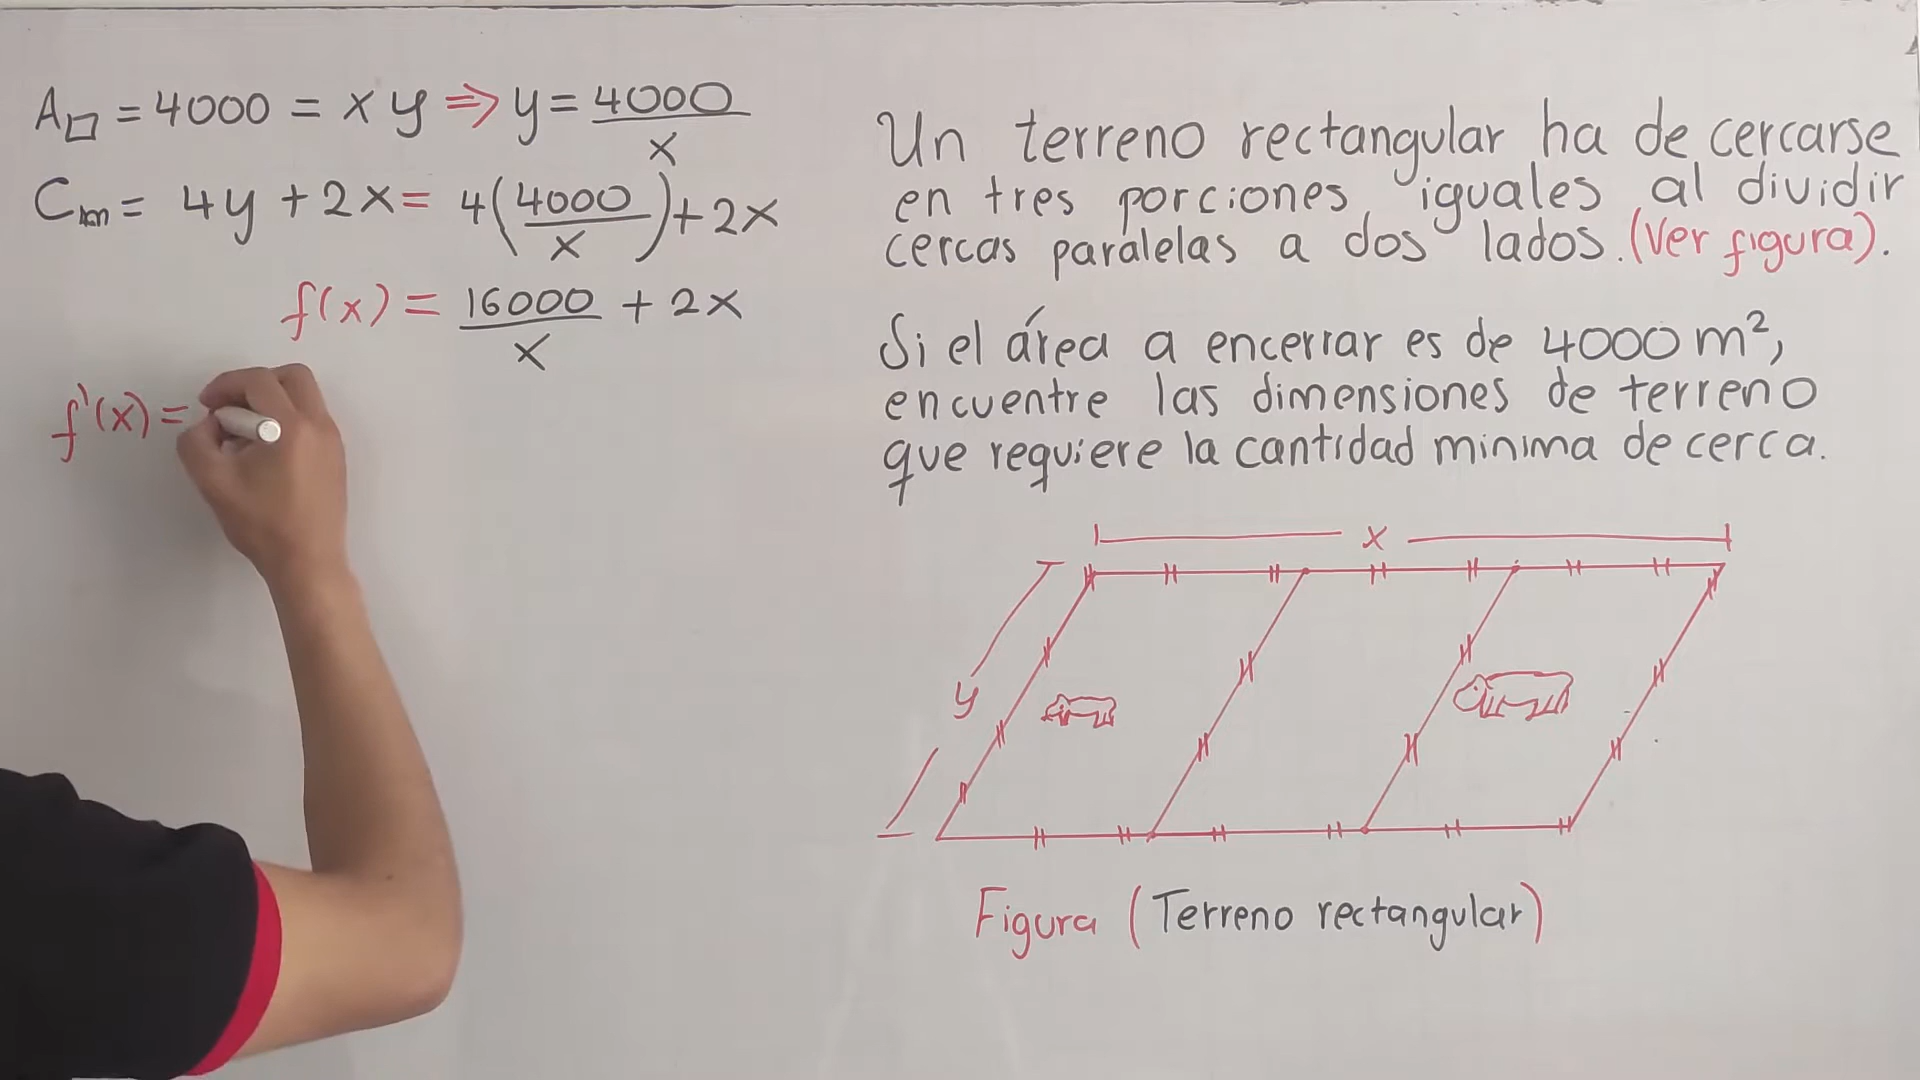 A▱ = 4000 = x y ⇒ y = 4000/x
Cm = 4y + 2x = 4(4000/x) + 2x
f(x) = 16000/x + 2x
f'(x) =
Un terreno rectangular ha de cercarse
en tres porciones iguales al dividir
cercas paralelas a dos lados. (Ver figura).
Si el área a encerrar es de 4000 m²,
encuentre las dimensiones de terreno
que requiere la cantidad minima de cerca.
x
y
Figura (Terreno rectangular)